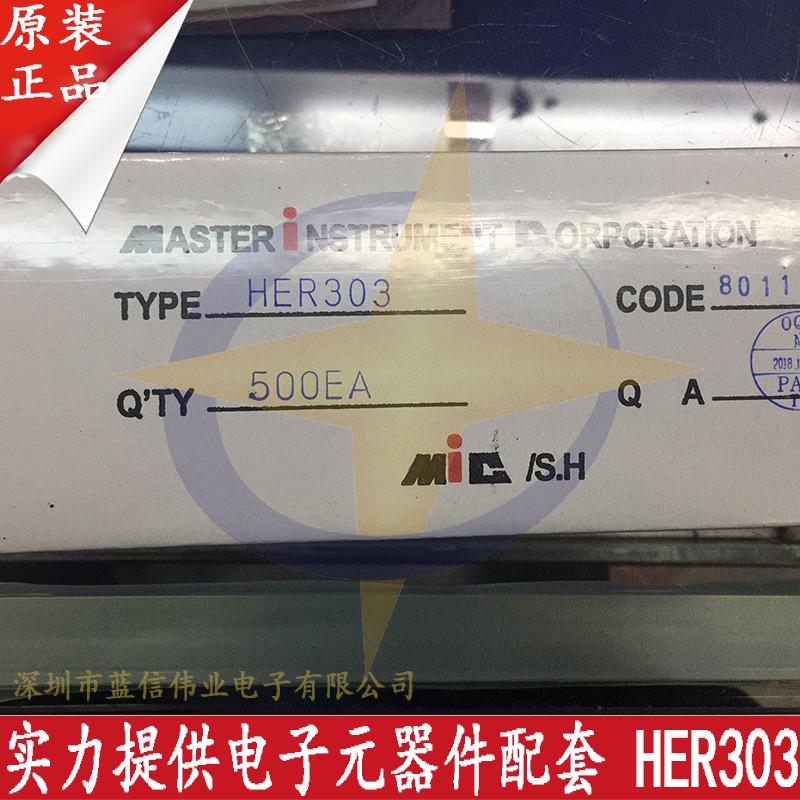 原装
正品
MASTER INSTRUMENT CORPORATION
TYPE HER303
CODE 8011
Q'TY 500EA
Q A
2018.1
MiC /S.H
深圳市蓝信伟业电子有限公司
实力提供电子元器件配套 HER303